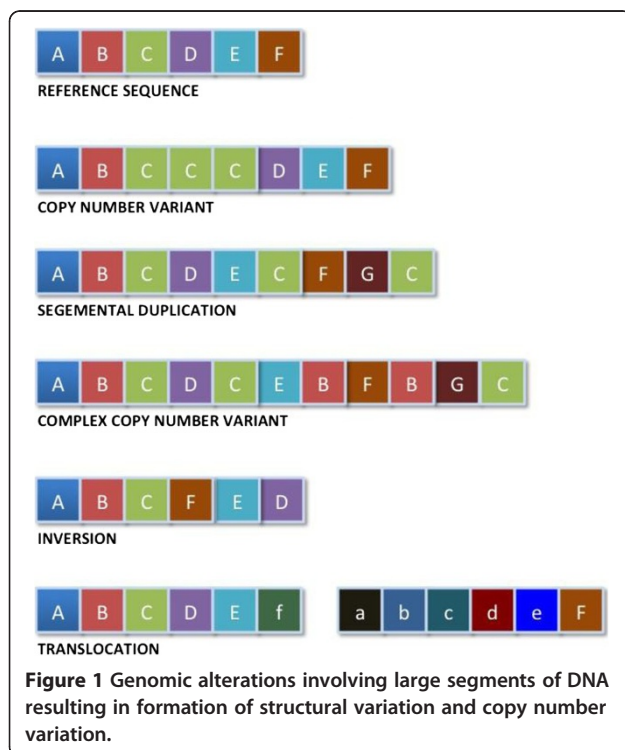 A B C D E F
REFERENCE SEQUENCE
A B C C C D E F
COPY NUMBER VARIANT
A B C D E C F G C
SEGEMENTAL DUPLICATION
A B C D C E B F B G C
COMPLEX COPY NUMBER VARIANT
A B C F E D
INVERSION
A B C D E f a b c d e F
TRANSLOCATION
Figure 1 Genomic alterations involving large segments of DNA
resulting in formation of structural variation and copy number
variation.